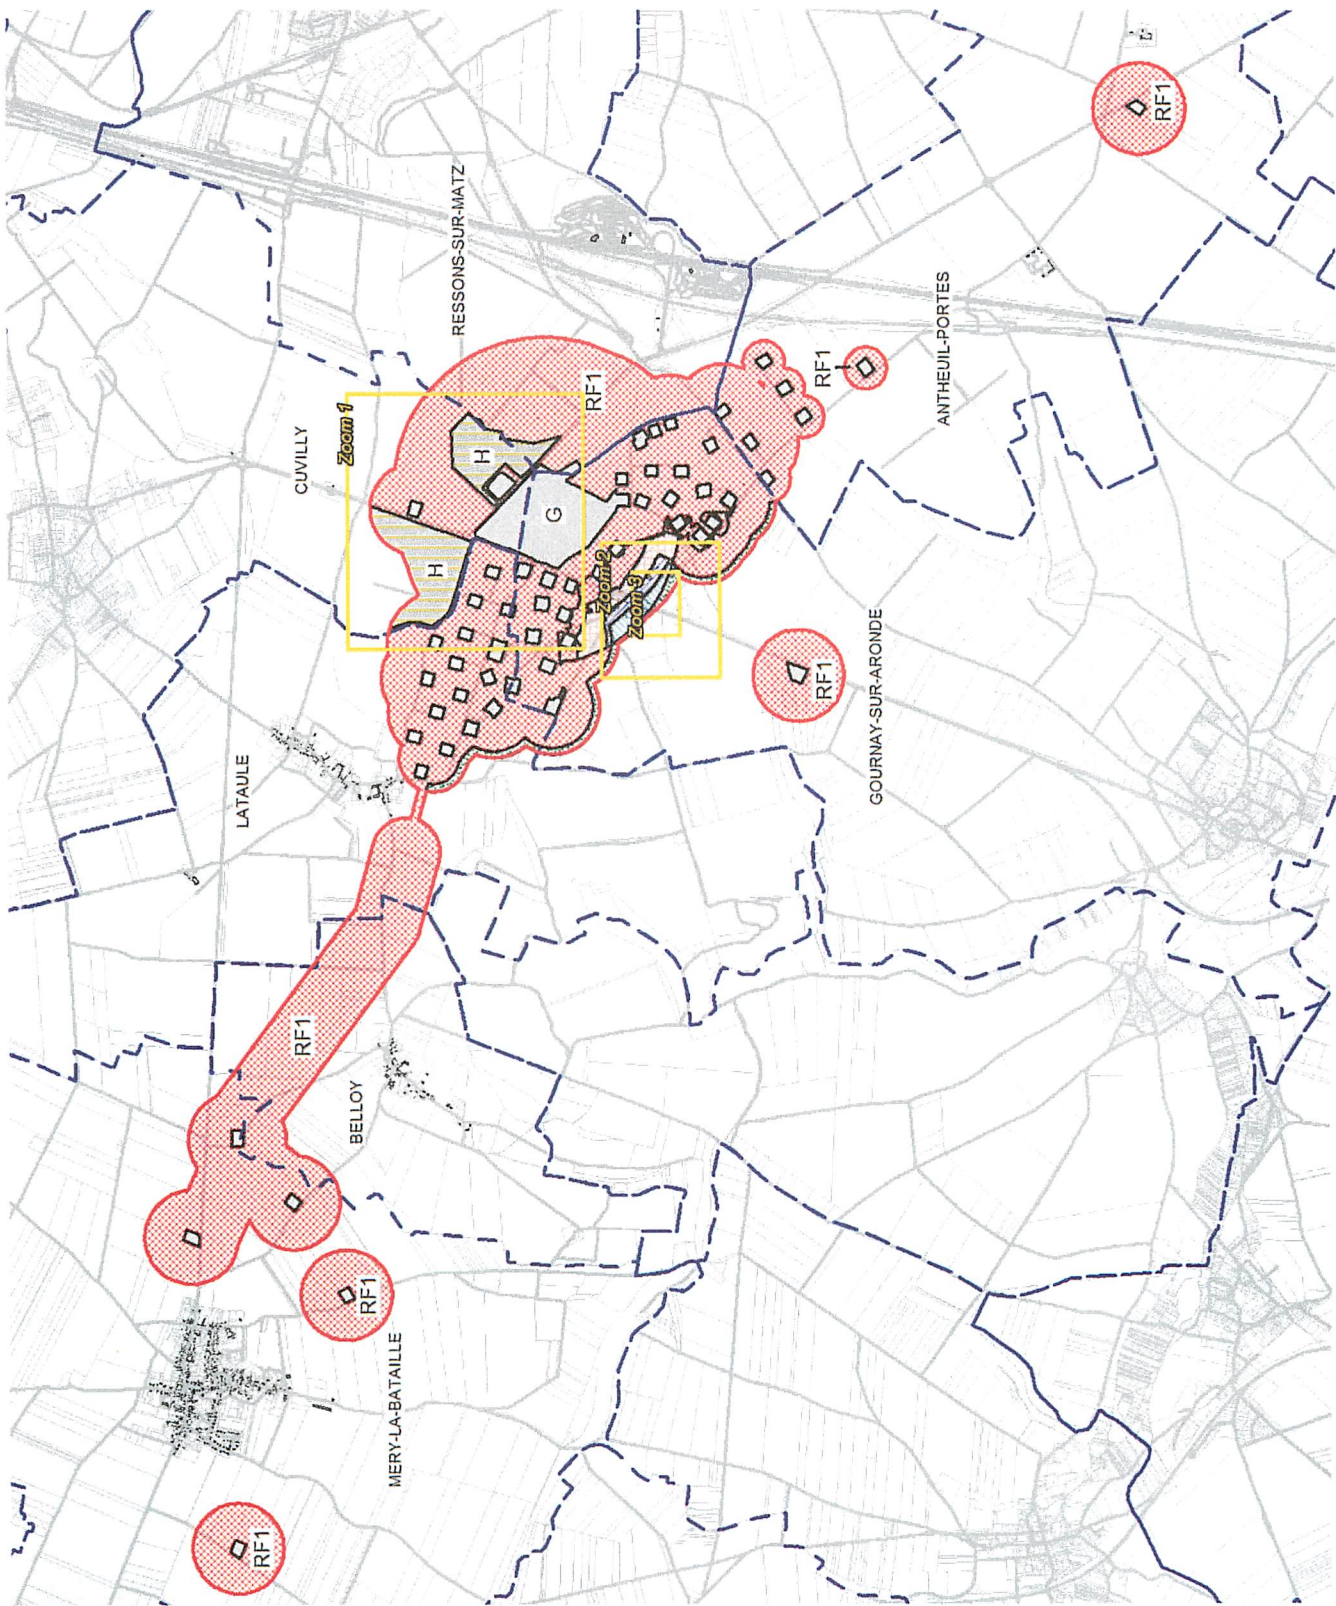 LATAULE
RF1
CUVILLY
RF1
Zoom 1
BELLOY
RF1
MERY-LA-BATAILLE
H
RESSONS-SUR-MATZ
H
G
RF1
Zoom 2
Zoom 3
RF1
RF1
GOURNAY-SUR-ARONDE
ANTHEUIL-PORTES
RF1